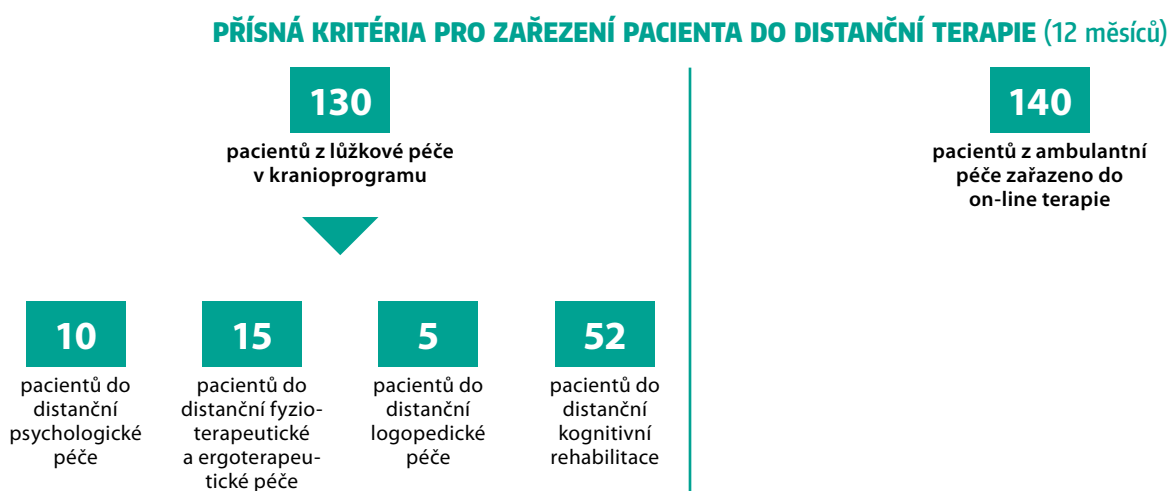 PŘÍSNÁ KRITÉRIA PRO ZAŘEZENÍ PACIENTA DO DISTANČNÍ TERAPIE (12 měsíců)
130
pacientů z lůžkové péče
v kranioprogramu
140
pacientů z ambulantní
péče zařazeno do
on-line terapie
10
pacientů do
distanční
psychologické
péče
15
pacientů do
distanční fyzio-
terapeutické
a ergoterapeu-
tické péče
5
pacientů do
distanční
logopedické
péče
52
pacientů do
distanční
kognitivní
rehabilitace